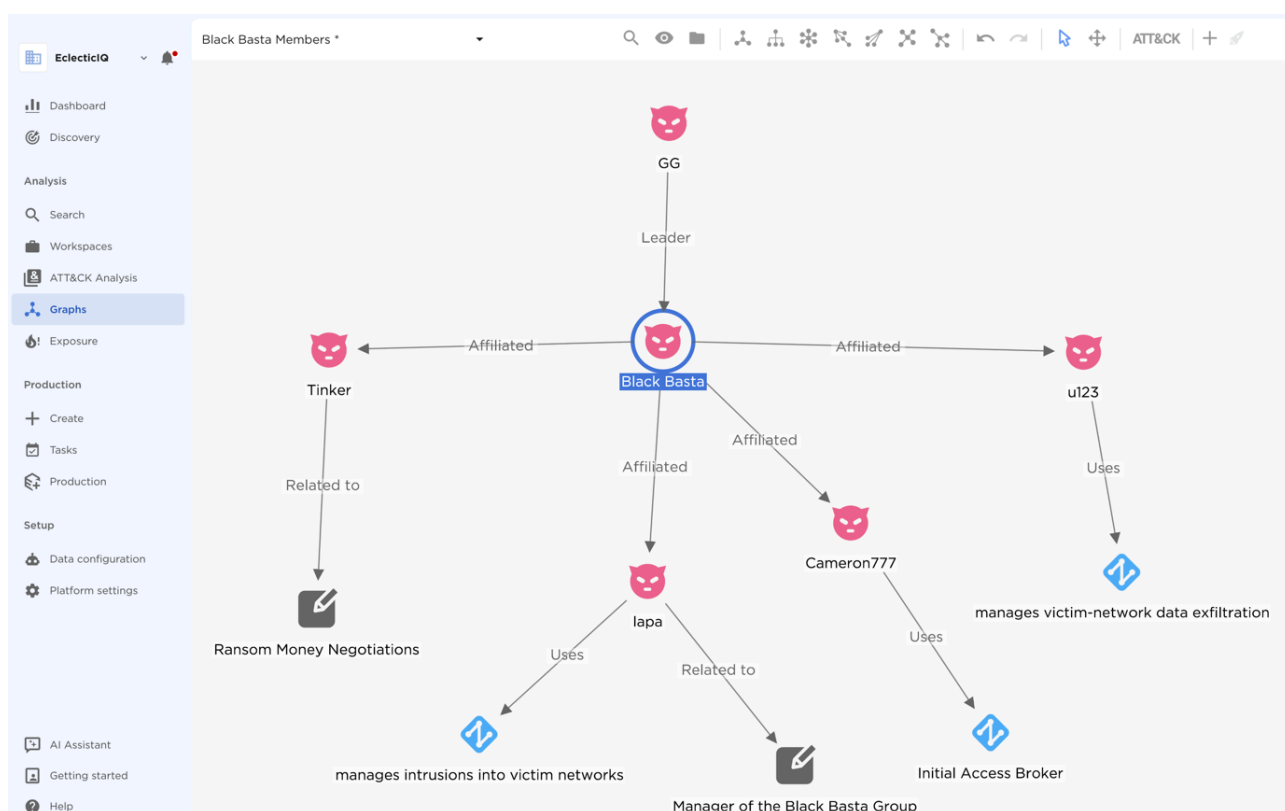 EclecticIQ
Dashboard
Discovery
Analysis
Search
Workspaces
ATT&CK Analysis
Graphs
Exposure
Production
Create
Tasks
Production
Setup
Data configuration
Platform settings
AI Assistant
Getting started
Help
Black Basta Members *
ATT&CK
GG
Leader
Affiliated
Affiliated
Black Basta
Tinker
u123
Affiliated
Affiliated
Uses
Related to
Cameron777
lapa
manages victim-network data exfiltration
Ransom Money Negotiations
Uses
Uses
Related to
manages intrusions into victim networks
Initial Access Broker
Manager of the Black Basta Group